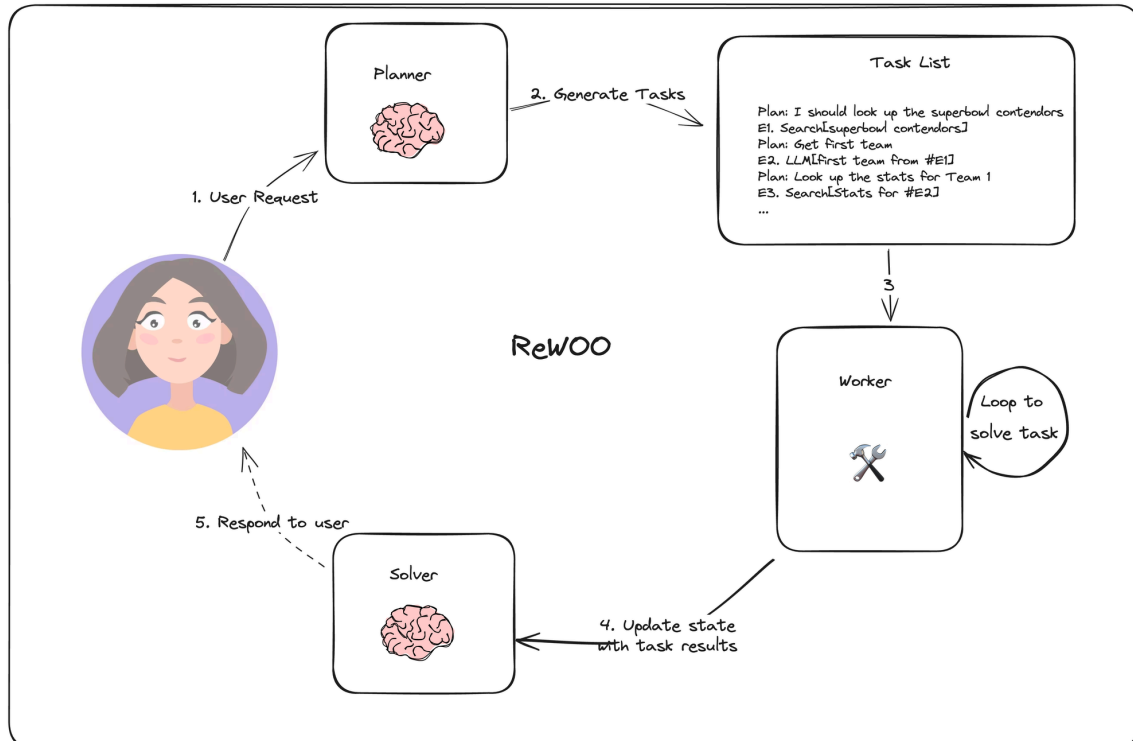 Planner
2. Generate Tasks
Task List
Plan: I should look up the superbowl contendors
E1. Search[superbowl contendors]
Plan: Get first team
E2. LLM[first team from #E1]
Plan: Look up the stats for Team 1
E3. Search[Stats for #E2]
...
1. User Request
3
ReWOO
Worker
Loop to
solve task
5. Respond to user
Solver
4. Update state
with task results